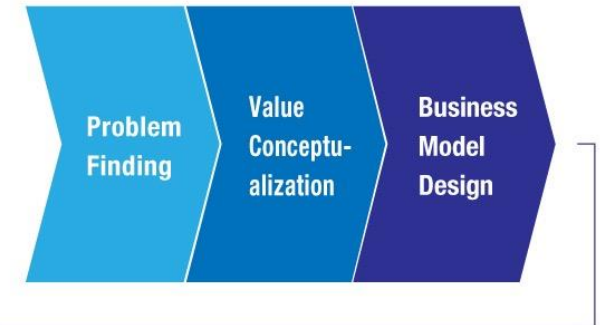 Problem
Finding
Value
Conceptu-
alization
Business
Model
Design